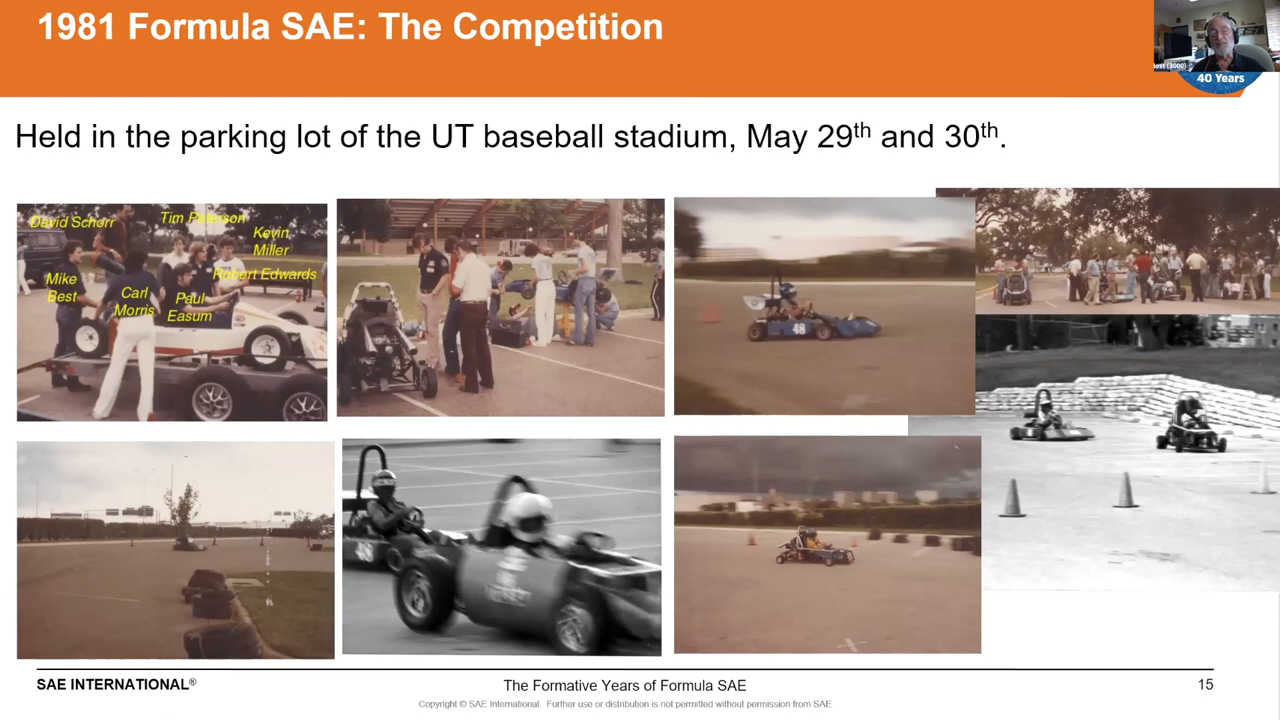 1981 Formula SAE: The Competition
40 Years
Held in the parking lot of the UT baseball stadium, May 29th and 30th.
David Schorr
Tim Peterson
Kevin
Miller
Robert Edwards
Mike
Best
Carl
Morris
Paul
Easum
48
48
SAE INTERNATIONAL®
The Formative Years of Formula SAE
15
Copyright © SAE International. Further use or distribution is not permitted without permission from SAE